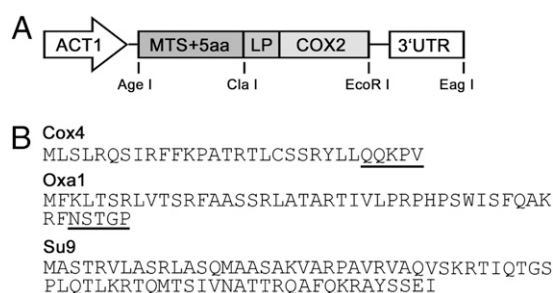 A
ACT1 MTS+5aa LP COX2 3'UTR
Age I Cla I EcoR I Eag I
B
Cox4
MLSLRQSIRFFKPATRTLCSSRYLLQQKPV
Oxa1
MFKLTSRLVTSRFAASSRLATARTIVLPRPHPSWISFQAK
RFNSTGP
Su9
MASTRVLASRLASQMAASAKVARPAVRVAQVSKRTIQTGS
PLQTLKRTQMTSIVNATTRQAFQKRAYSSEI